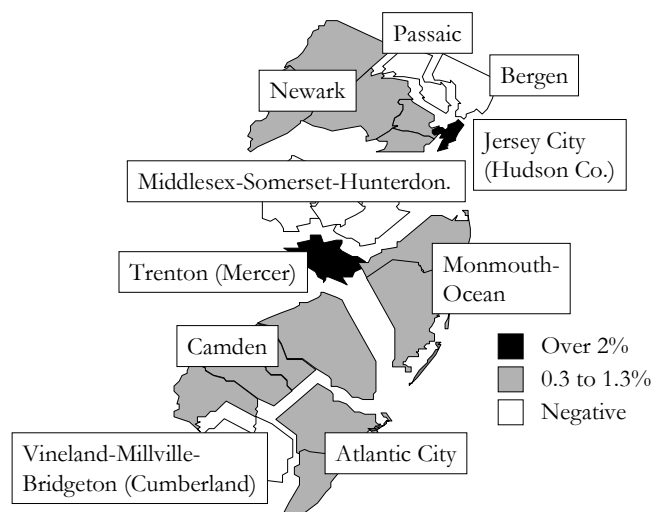 Passaic
Bergen
Newark
Jersey City
(Hudson Co.)
Middlesex-Somerset-Hunterdon.
Trenton (Mercer)
Monmouth-
Ocean
Camden
Over 2%
0.3 to 1.3%
Negative
Vineland-Millville-
Bridgeton (Cumberland)
Atlantic City